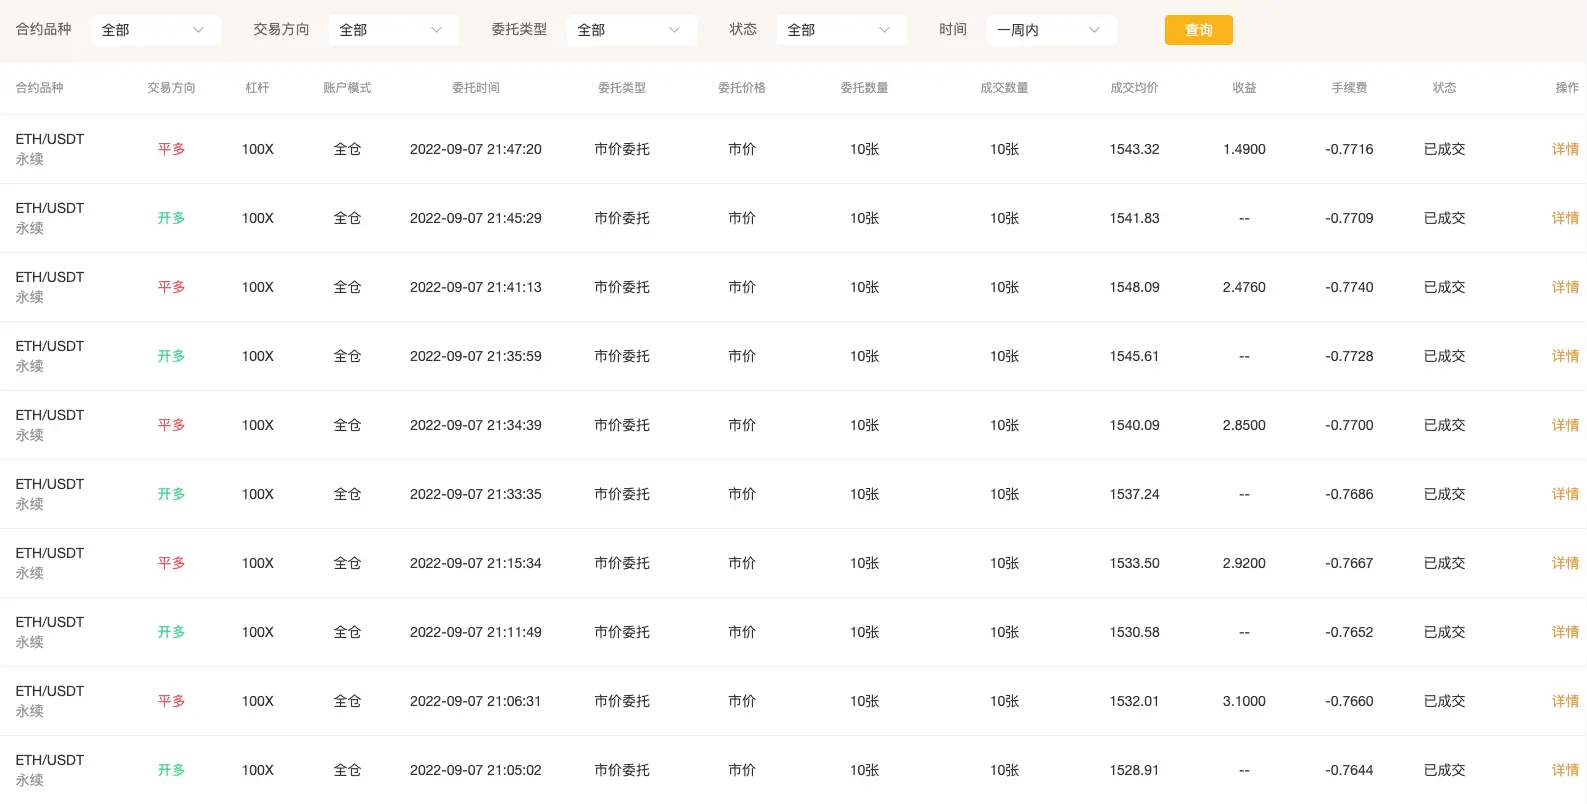 合约品种 全部 交易方向 全部 委托类型 全部 状态 全部 时间 一周内 查询
合约品种 交易方向 杠杆 账户模式 委托时间 委托类型 委托价格 委托数量 成交数量 成交均价 收益 手续费 状态 操作
ETH/USDT
永续 平多 100X 全仓 2022-09-07 21:47:20 市价委托 市价 10张 10张 1543.32 1.4900 -0.7716 已成交 详情
ETH/USDT
永续 开多 100X 全仓 2022-09-07 21:45:29 市价委托 市价 10张 10张 1541.83 -- -0.7709 已成交 详情
ETH/USDT
永续 平多 100X 全仓 2022-09-07 21:41:13 市价委托 市价 10张 10张 1548.09 2.4760 -0.7740 已成交 详情
ETH/USDT
永续 开多 100X 全仓 2022-09-07 21:35:59 市价委托 市价 10张 10张 1545.61 -- -0.7728 已成交 详情
ETH/USDT
永续 平多 100X 全仓 2022-09-07 21:34:39 市价委托 市价 10张 10张 1540.09 2.8500 -0.7700 已成交 详情
ETH/USDT
永续 开多 100X 全仓 2022-09-07 21:33:35 市价委托 市价 10张 10张 1537.24 -- -0.7686 已成交 详情
ETH/USDT
永续 平多 100X 全仓 2022-09-07 21:15:34 市价委托 市价 10张 10张 1533.50 2.9200 -0.7667 已成交 详情
ETH/USDT
永续 开多 100X 全仓 2022-09-07 21:11:49 市价委托 市价 10张 10张 1530.58 -- -0.7652 已成交 详情
ETH/USDT
永续 平多 100X 全仓 2022-09-07 21:06:31 市价委托 市价 10张 10张 1532.01 3.1000 -0.7660 已成交 详情
ETH/USDT
永续 开多 100X 全仓 2022-09-07 21:05:02 市价委托 市价 10张 10张 1528.91 -- -0.7644 已成交 详情